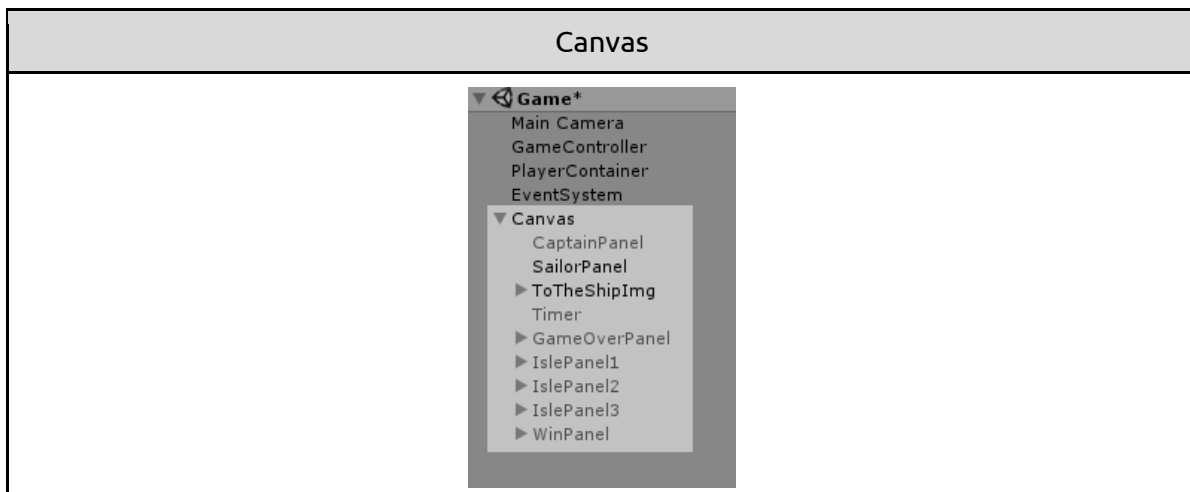 Canvas
Game*
Main Camera
GameController
PlayerContainer
EventSystem
Canvas
CaptainPanel
SailorPanel
ToTheShipImg
Timer
GameOverPanel
IslePanel1
IslePanel2
IslePanel3
WinPanel